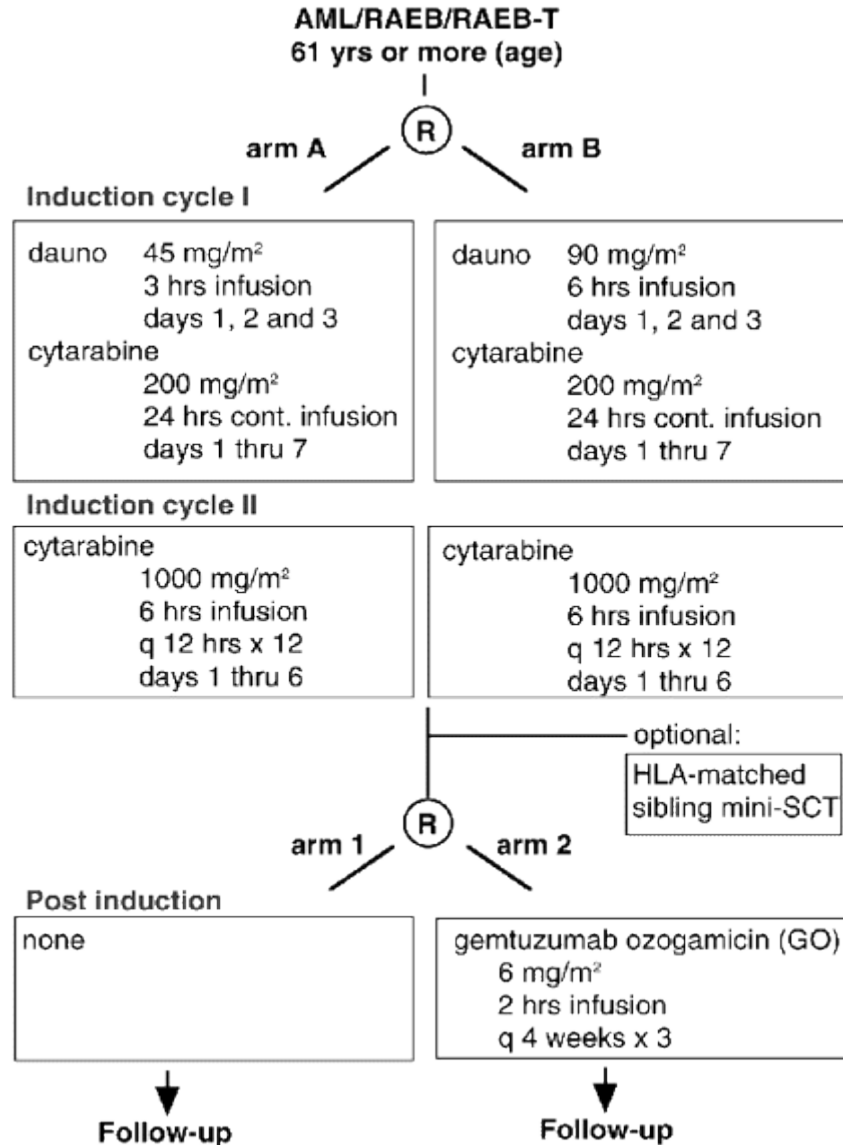 AML/RAEB/RAEB-T
61 yrs or more (age)
R
arm A
arm B
Induction cycle I
dauno 45 mg/m²
3 hrs infusion
days 1, 2 and 3
cytarabine
200 mg/m²
24 hrs cont. infusion
days 1 thru 7
dauno 90 mg/m²
6 hrs infusion
days 1, 2 and 3
cytarabine
200 mg/m²
24 hrs cont. infusion
days 1 thru 7
Induction cycle II
cytarabine
1000 mg/m²
6 hrs infusion
q 12 hrs x 12
days 1 thru 6
cytarabine
1000 mg/m²
6 hrs infusion
q 12 hrs x 12
days 1 thru 6
optional:
HLA-matched
sibling mini-SCT
R
arm 1
arm 2
Post induction
none
gemtuzumab ozogamicin (GO)
6 mg/m²
2 hrs infusion
q 4 weeks x 3
Follow-up
Follow-up